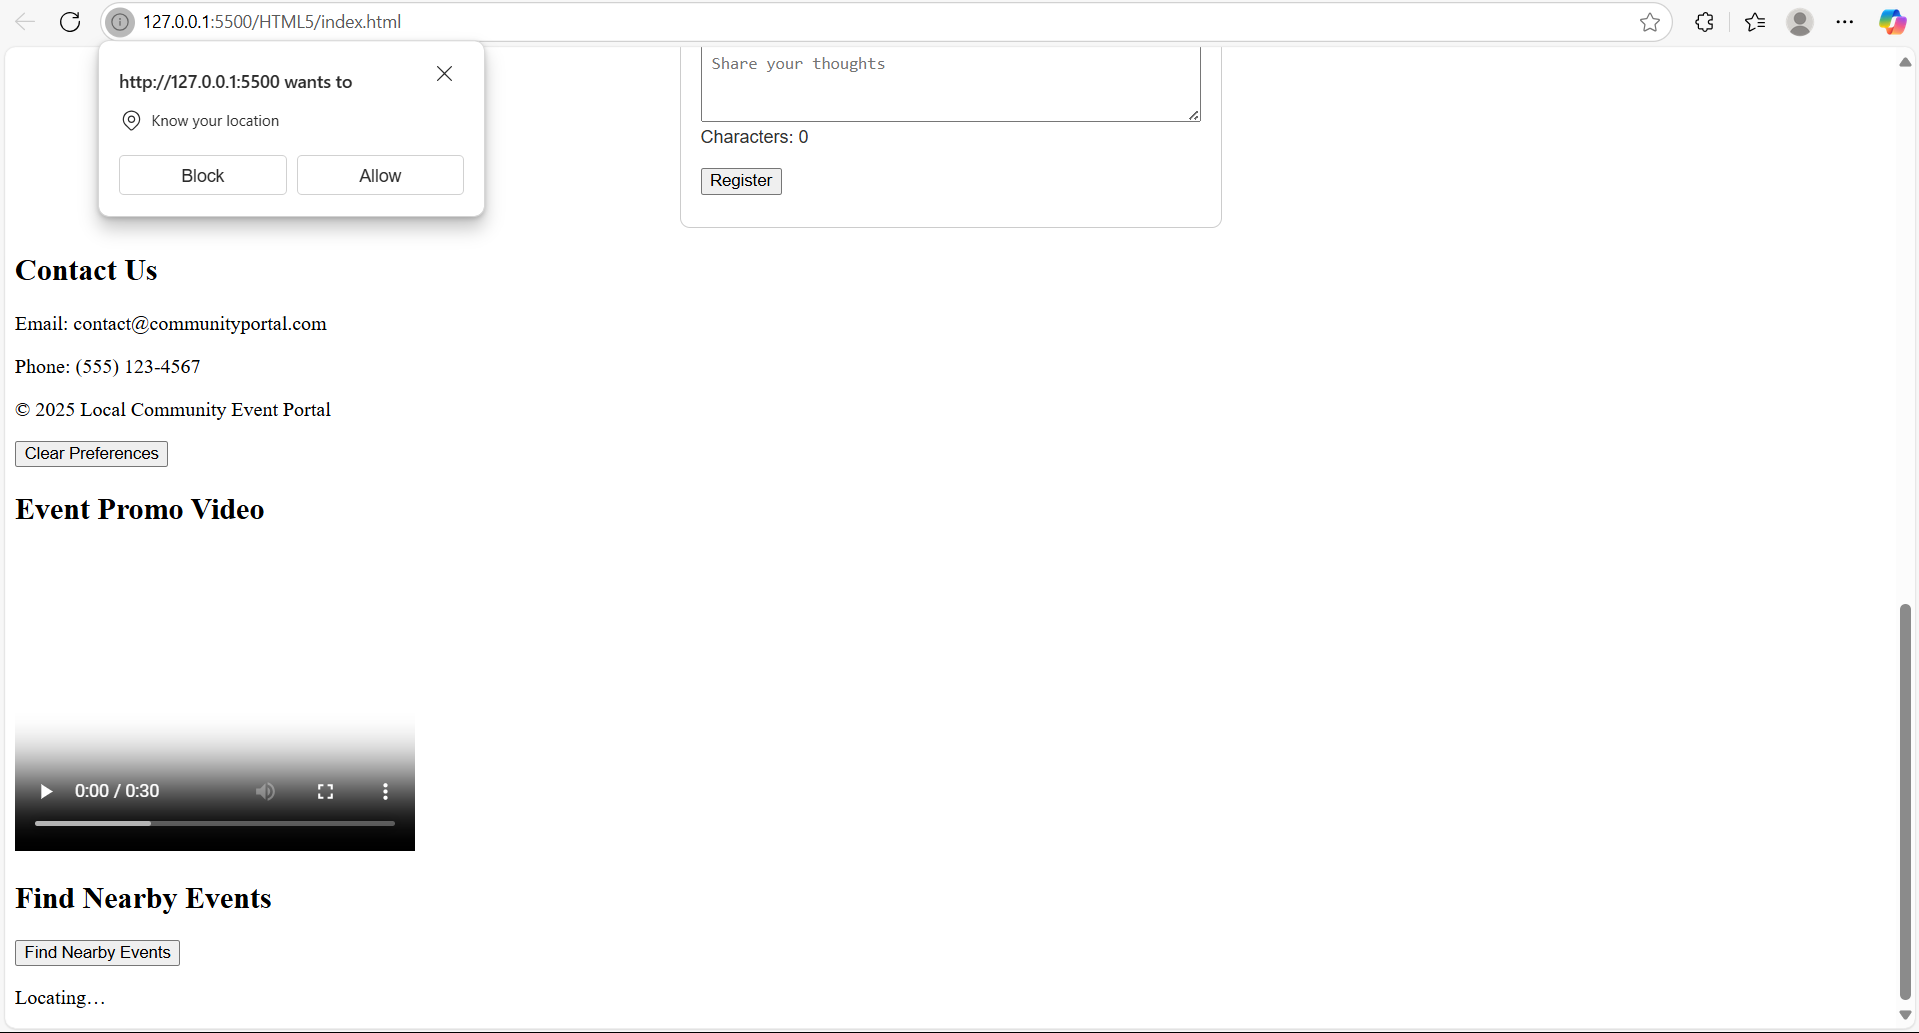 127.0.0.1:5500/HTML5/index.html
http://127.0.0.1:5500 wants to
Know your location
Block
Allow
Share your thoughts
Characters: 0
Register
Contact Us
Email: contact@communityportal.com
Phone: (555) 123-4567
© 2025 Local Community Event Portal
Clear Preferences
Event Promo Video
0:00 / 0:30
Find Nearby Events
Find Nearby Events
Locating…